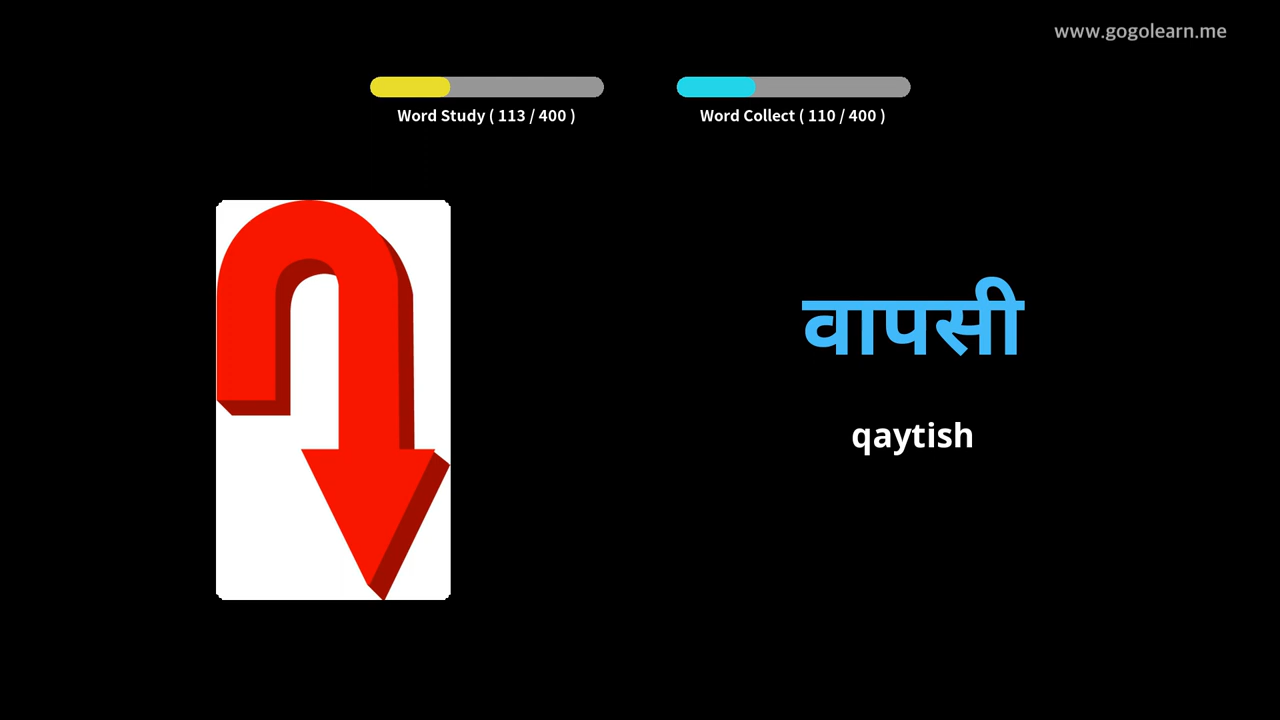 www.gogolearn.me
Word Study ( 113 / 400 )
Word Collect ( 110 / 400 )
वापसी
qaytish